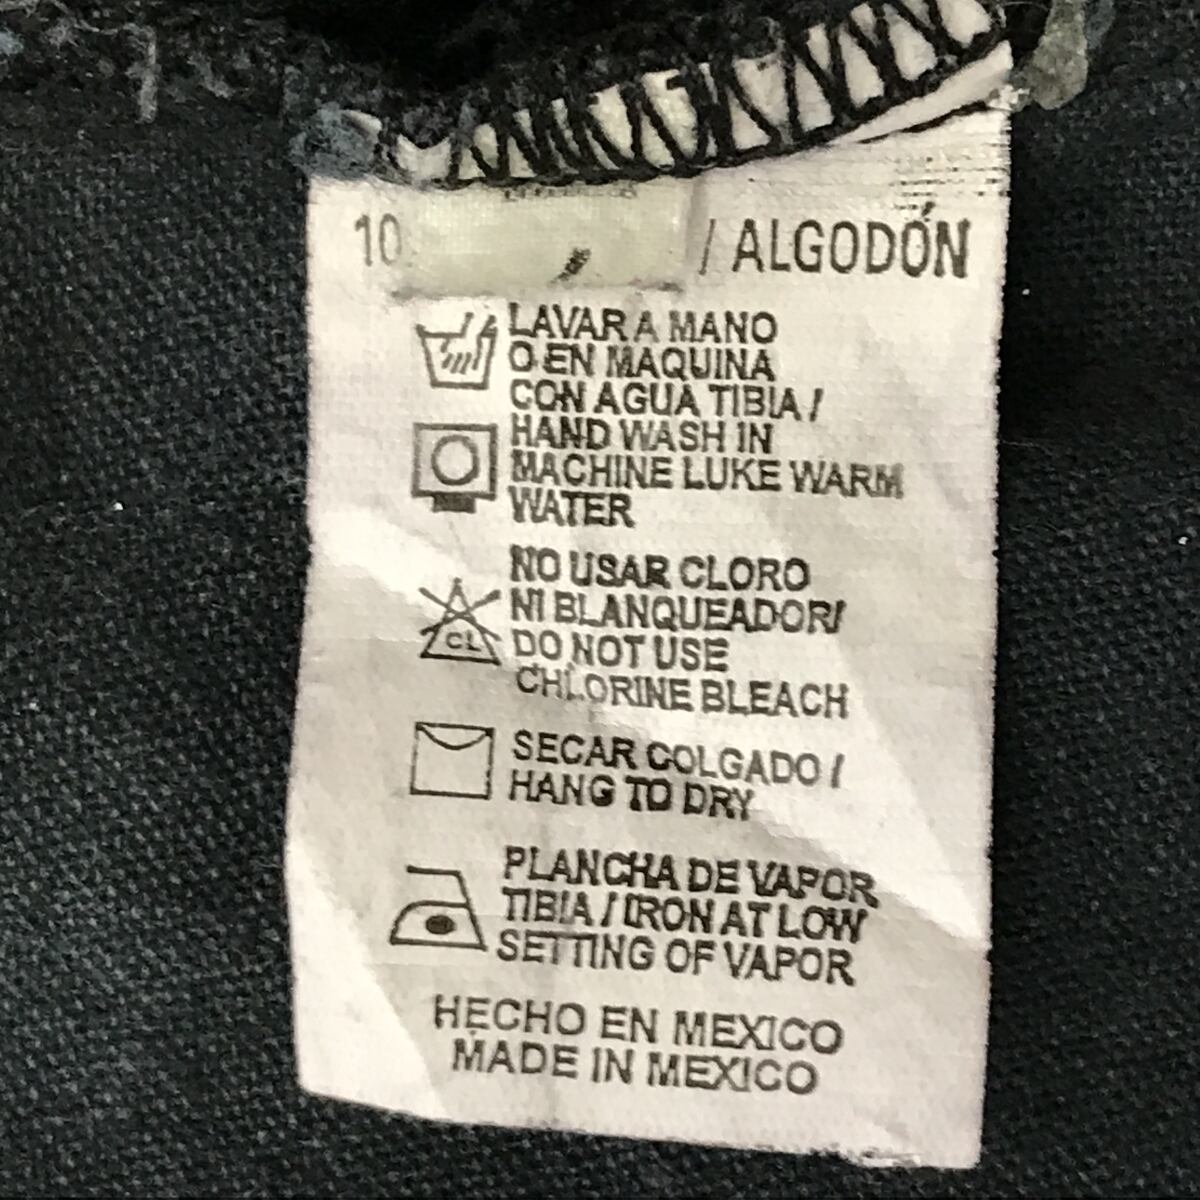 10 / ALGODÓN
LAVAR A MANO
O EN MAQUINA
CON AGUA TIBIA /
HAND WASH IN
MACHINE LUKE WARM
WATER
NO USAR CLORO
NI BLANQUEADOR/
CL
DO NOT USE
CHLORINE BLEACH
SECAR COLGADO /
HANG TO DRY
PLANCHA DE VAPOR
TIBIA / IRON AT LOW
SETTING OF VAPOR
HECHO EN MEXICO
MADE IN MEXICO